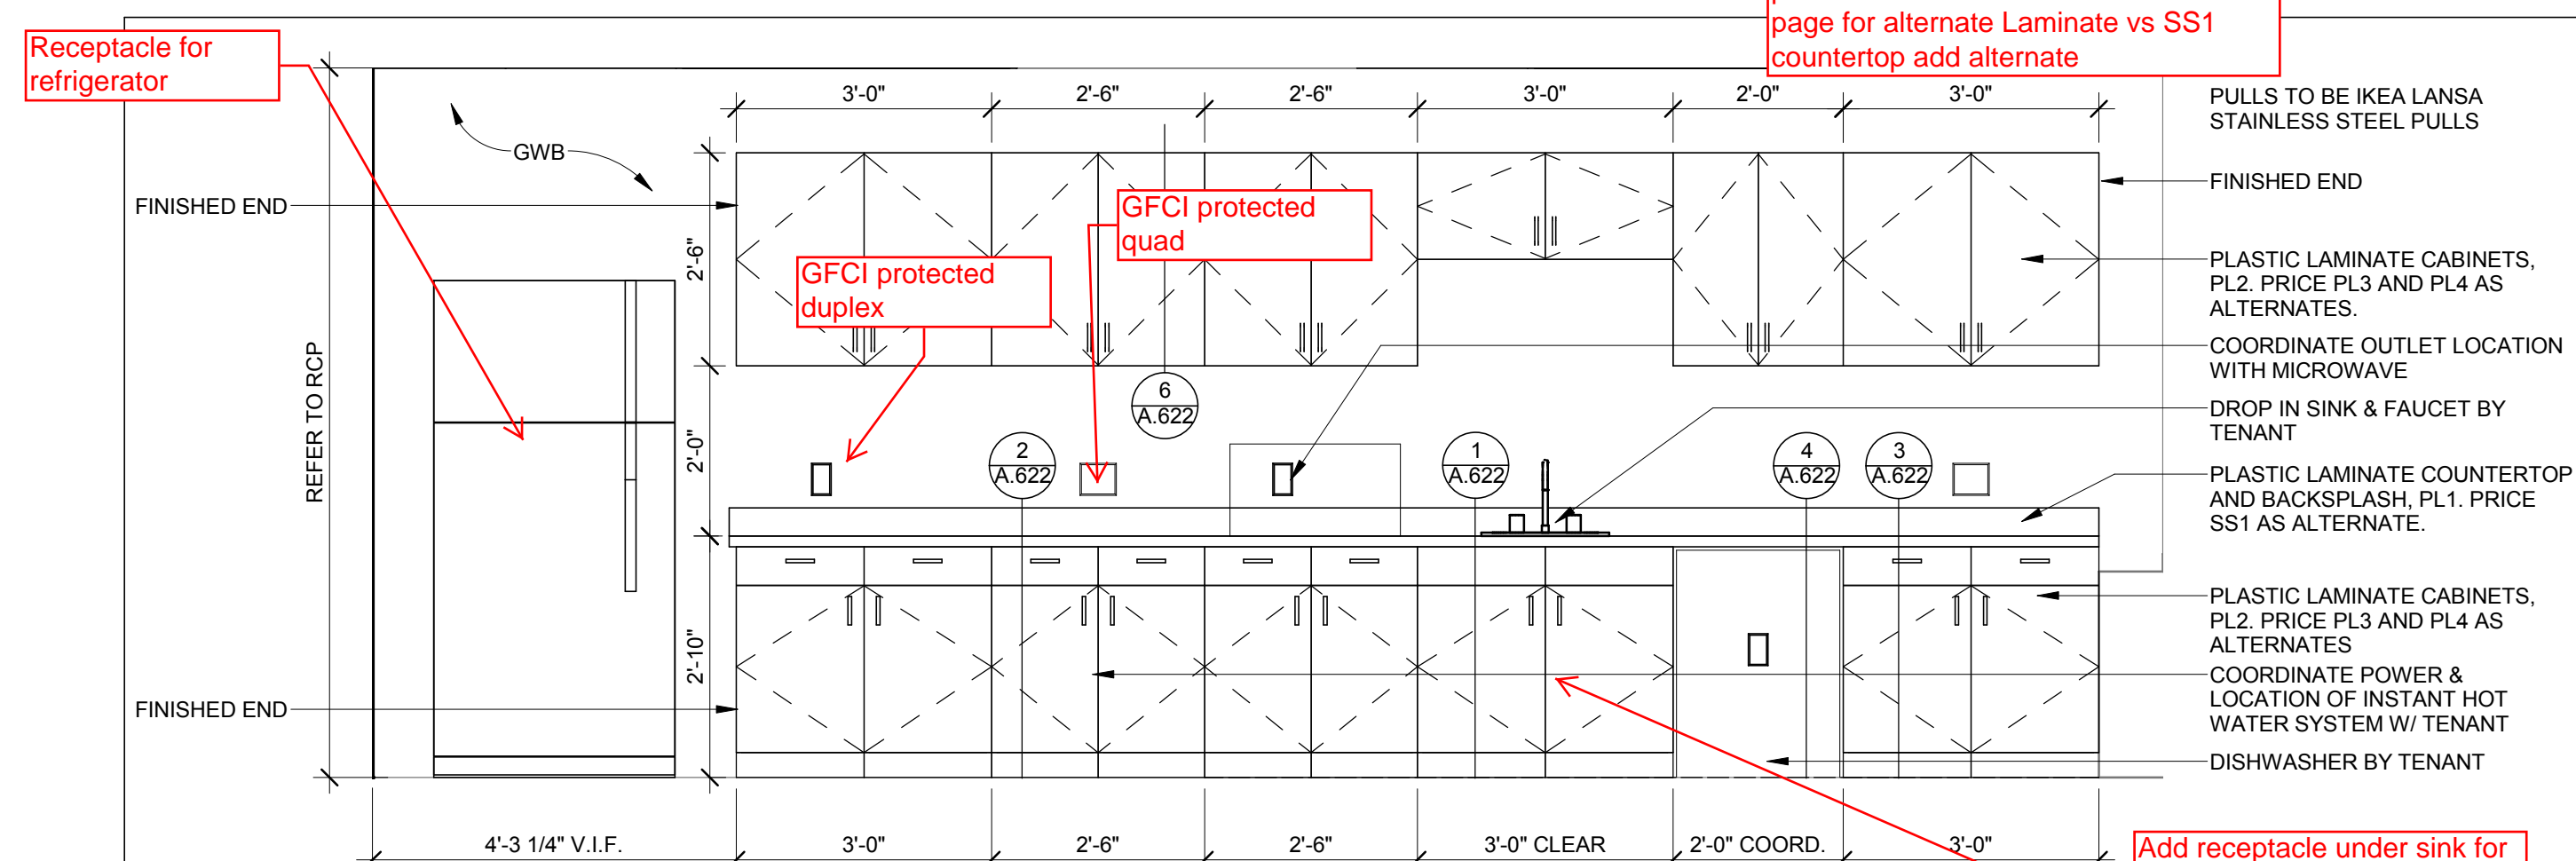 page for alternate Laminate vs SS1
countertop add alternate
Receptacle for
refrigerator
3'-0"
2'-6"
2'-6"
3'-0"
2'-0"
3'-0"
PULLS TO BE IKEA LANSA
STAINLESS STEEL PULLS
GWB
FINISHED END
FINISHED END
GFCI protected
quad
GFCI protected
duplex
2'-6"
PLASTIC LAMINATE CABINETS,
PL2. PRICE PL3 AND PL4 AS
ALTERNATES.
COORDINATE OUTLET LOCATION
WITH MICROWAVE
REFER TO RCP
6
A.622
DROP IN SINK & FAUCET BY
TENANT
2'-0"
2
A.622
1
A.622
4
A.622
3
A.622
PLASTIC LAMINATE COUNTERTOP
AND BACKSPLASH, PL1. PRICE
SS1 AS ALTERNATE.
2'-10"
PLASTIC LAMINATE CABINETS,
PL2. PRICE PL3 AND PL4 AS
ALTERNATES
COORDINATE POWER &
LOCATION OF INSTANT HOT
WATER SYSTEM W/ TENANT
FINISHED END
DISHWASHER BY TENANT
4'-3 1/4" V.I.F.
3'-0"
2'-6"
2'-6"
3'-0" CLEAR
2'-0" COORD.
3'-0"
Add receptacle under sink for